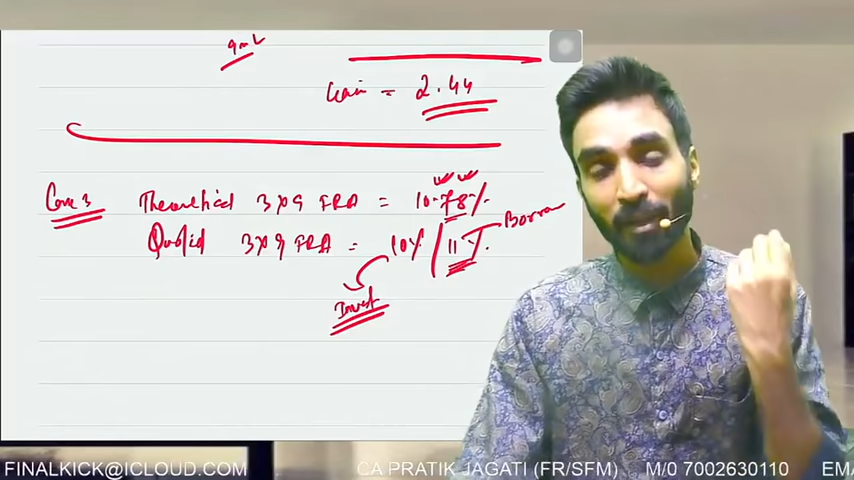 Gain = 2.44
Case 3 Theoretical 3X9 FRA = 10.78%.
Quoted 3X9 FRA = 10% / 11%. Borrow
Invest
FINALKICK@ICLOUD.COM CA PRATIK JAGATI (FR/SFM) M/0 7002630110 EMA